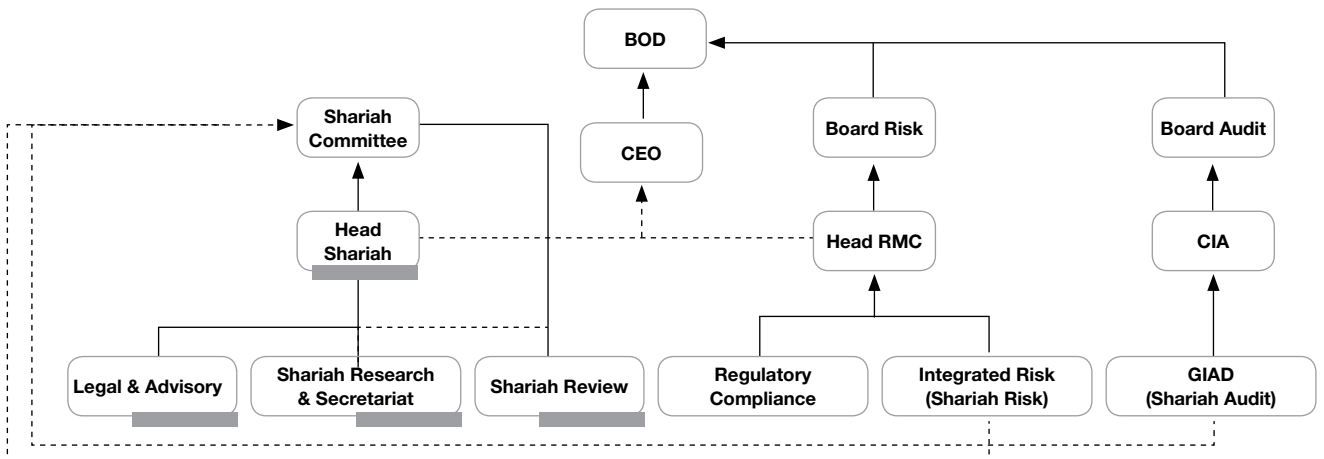 BOD
Shariah
Committee
Board Risk
Board Audit
CEO
Head
Shariah
Head RMC
CIA
Legal & Advisory
Shariah Research
& Secretariat
Shariah Review
Regulatory
Compliance
Integrated Risk
(Shariah Risk)
GIAD
(Shariah Audit)